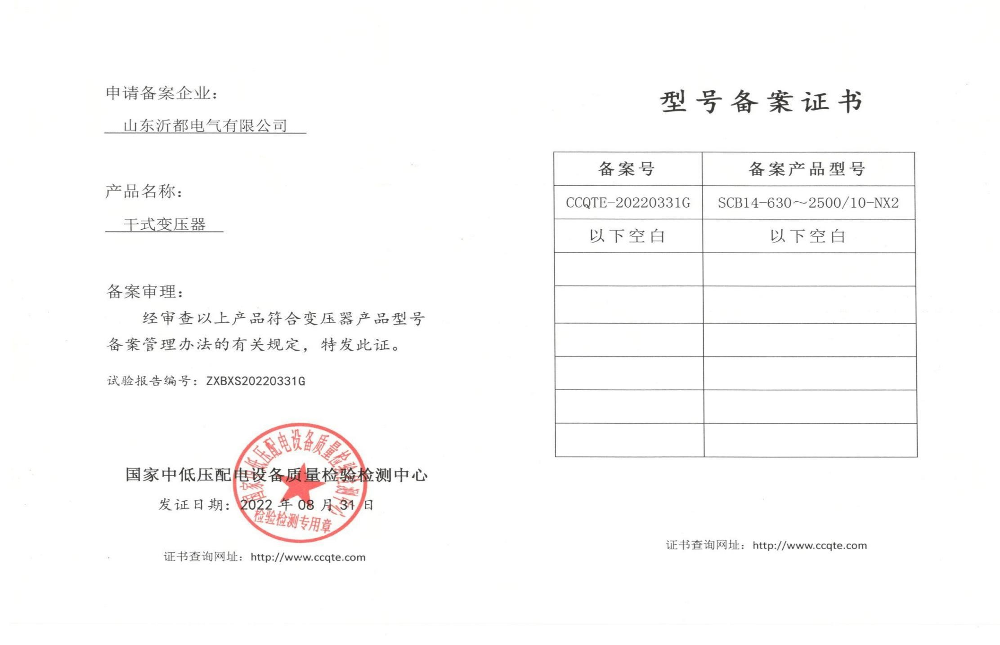 申请备案企业：
山东沂都电气有限公司
产品名称：
干式变压器
备案审理：
经审查以上产品符合变压器产品型号
备案管理办法的有关规定，特发此证。
试验报告编号：ZXBXS20220331G
国家中低压配电设备质量检验检测中心
国家中低压配电设备质量检验检测中心
发证日期：2022 年 08 月 31 日
检验检测专用章
证书查询网址：http://www.ccqte.com
型号备案证书
备案号 备案产品型号
CCQTE-20220331G SCB14-630～2500/10-NX2
以下空白 以下空白
证书查询网址：http://www.ccqte.com